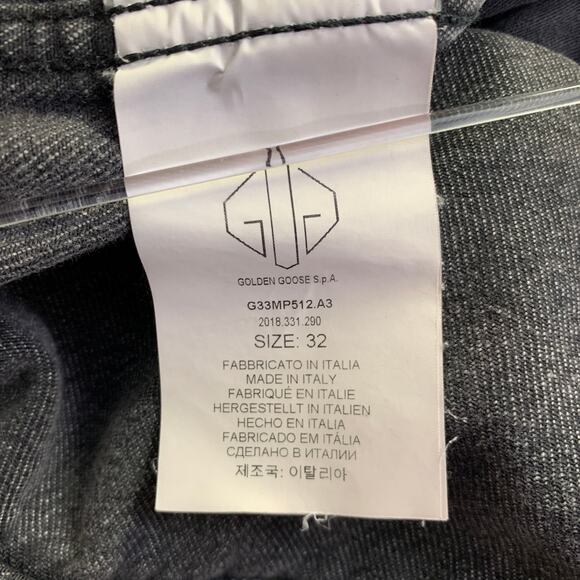 GOLDEN GOOSE S.p.A.
G33MP512.A3
2018.331.290
SIZE: 32
FABBRICATO IN ITALIA
MADE IN ITALY
FABRIQUÉ EN ITALIE
HERGESTELLT IN ITALIEN
HECHO EN ITALIA
FABRICADO EM ITÁLIA
СДЕЛАНО В ИТАЛИИ
제조국: 이탈리아